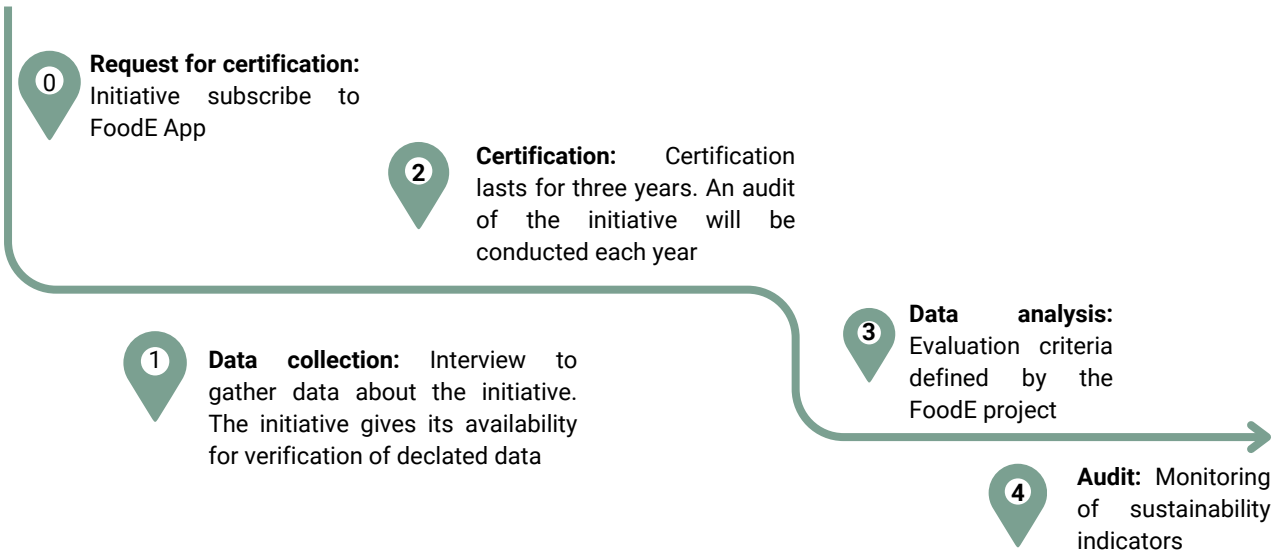 0
Request for certification:
Initiative subscribe to
FoodE App
2
Certification: Certification
lasts for three years. An audit
of the initiative will be
conducted each year
1
Data collection: Interview to
gather data about the initiative.
The initiative gives its availability
for verification of declated data
3
Data analysis:
Evaluation criteria
defined by the
FoodE project
4
Audit: Monitoring
of sustainability
indicators